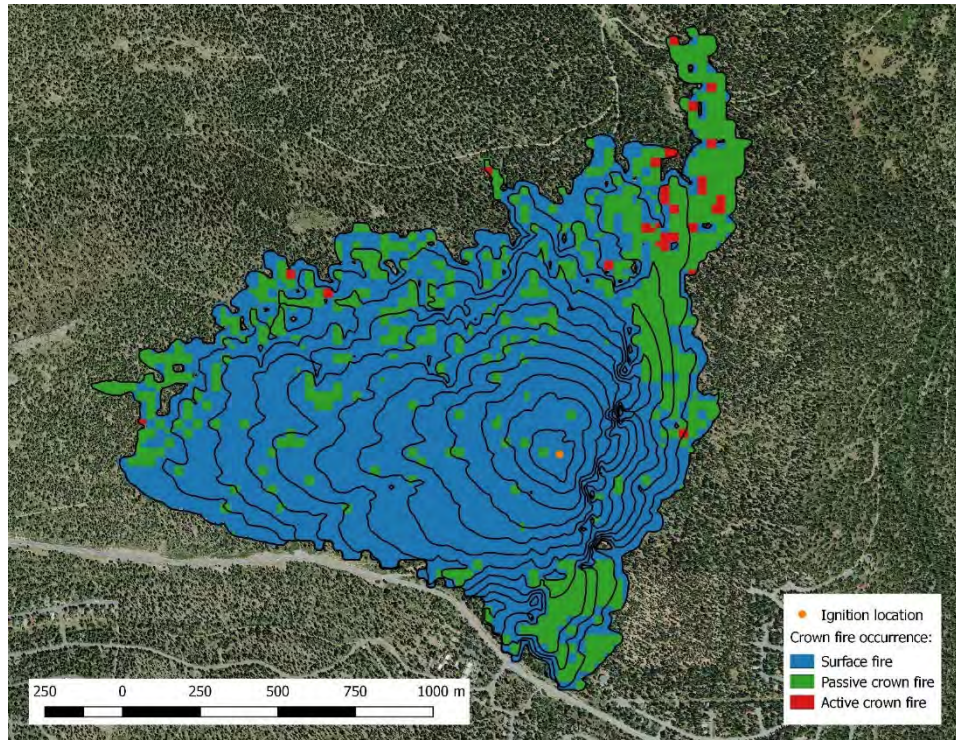 Ignition location
Crown fire occurrence:
Surface fire
Passive crown fire
Active crown fire
250 0 250 500 750 1000 m